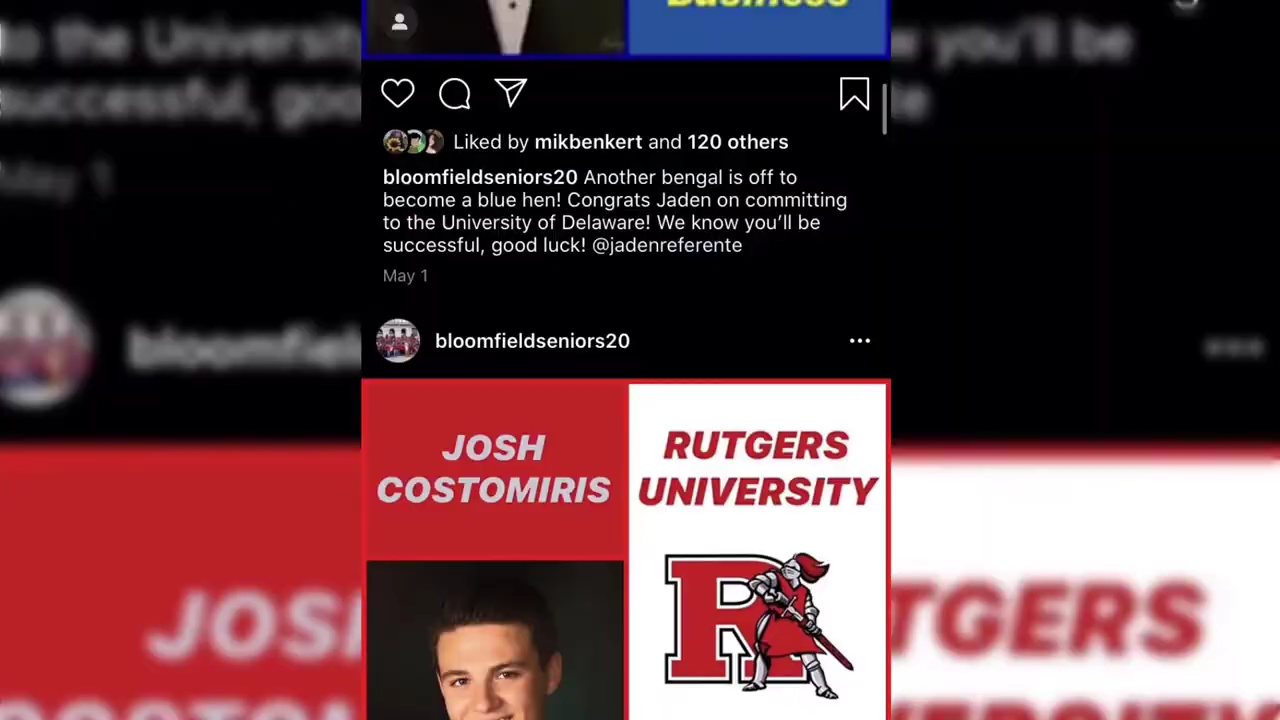 Business
Liked by mikbenkert and 120 others
bloomfieldseniors20 Another bengal is off to
become a blue hen! Congrats Jaden on committing
to the University of Delaware! We know you’ll be
successful, good luck! @jadenreferente
May 1
bloomfieldseniors20
JOSH
COSTOMIRIS
RUTGERS
UNIVERSITY
R